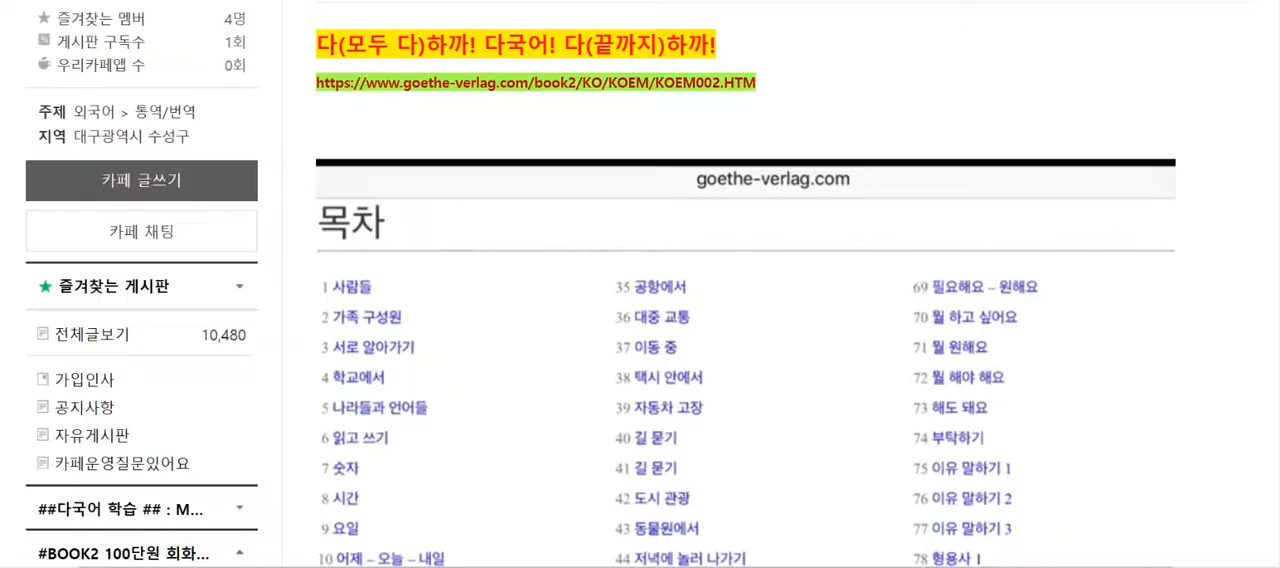 즐겨찾는 멤버 4명
게시판 구독수 1회
우리카페앱 수 0회
주제 외국어 > 통역/번역
지역 대구광역시 수성구
카페 글쓰기
카페 채팅
즐겨찾는 게시판
전체글보기 10,480
가입인사
공지사항
자유게시판
카페운영질문있어요
##다국어 학습 ## : M...
#BOOK2 100단원 회화...
다(모두 다)하까! 다국어! 다(끝까지)하까!
https://www.goethe-verlag.com/book2/KO/KOEM/KOEM002.HTM
goethe-verlag.com
목차
1 사람들
2 가족 구성원
3 서로 알아가기
4 학교에서
5 나라들과 언어들
6 읽고 쓰기
7 숫자
8 시간
9 요일
10 어제 – 오늘 – 내일
35 공항에서
36 대중 교통
37 이동 중
38 택시 안에서
39 자동차 고장
40 길 묻기
41 길 묻기
42 도시 관광
43 동물원에서
44 저녁에 놀러 나가기
69 필요해요 – 원해요
70 뭘 하고 싶어요
71 뭘 원해요
72 뭘 해야 해요
73 해도 돼요
74 부탁하기
75 이유 말하기 1
76 이유 말하기 2
77 이유 말하기 3
78 형용사 1